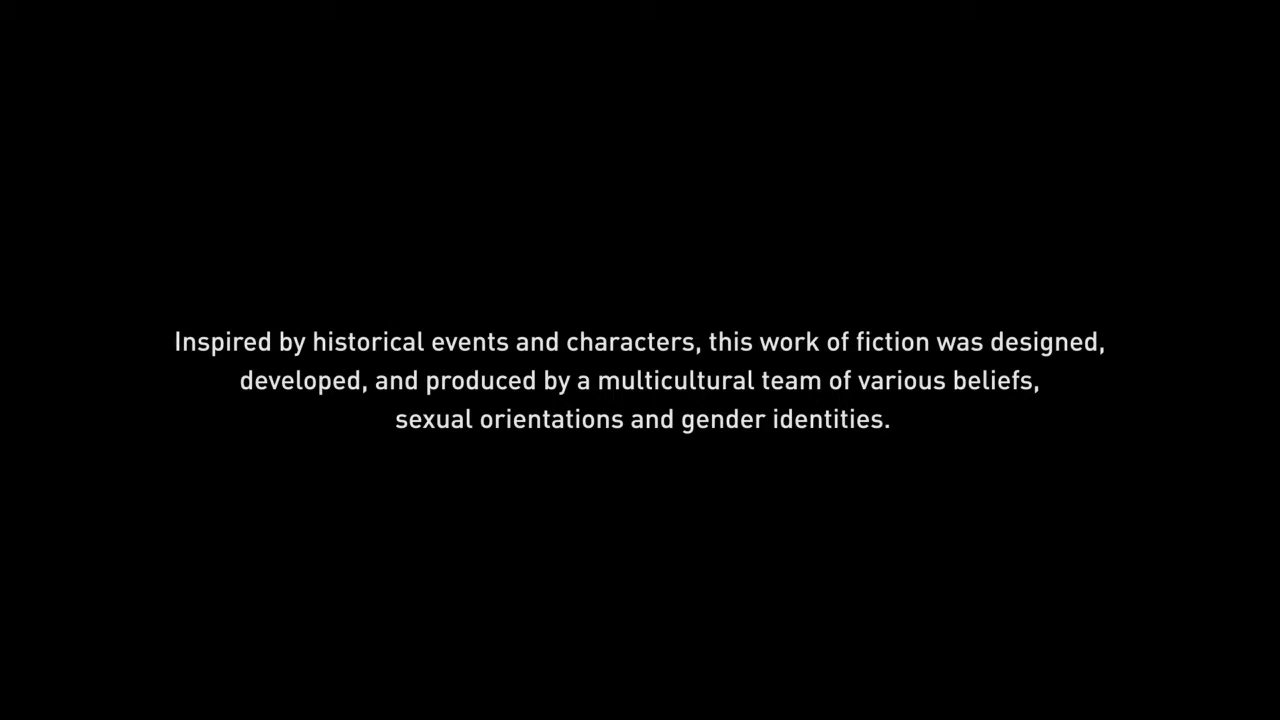 Inspired by historical events and characters, this work of fiction was designed,
developed, and produced by a multicultural team of various beliefs,
sexual orientations and gender identities.